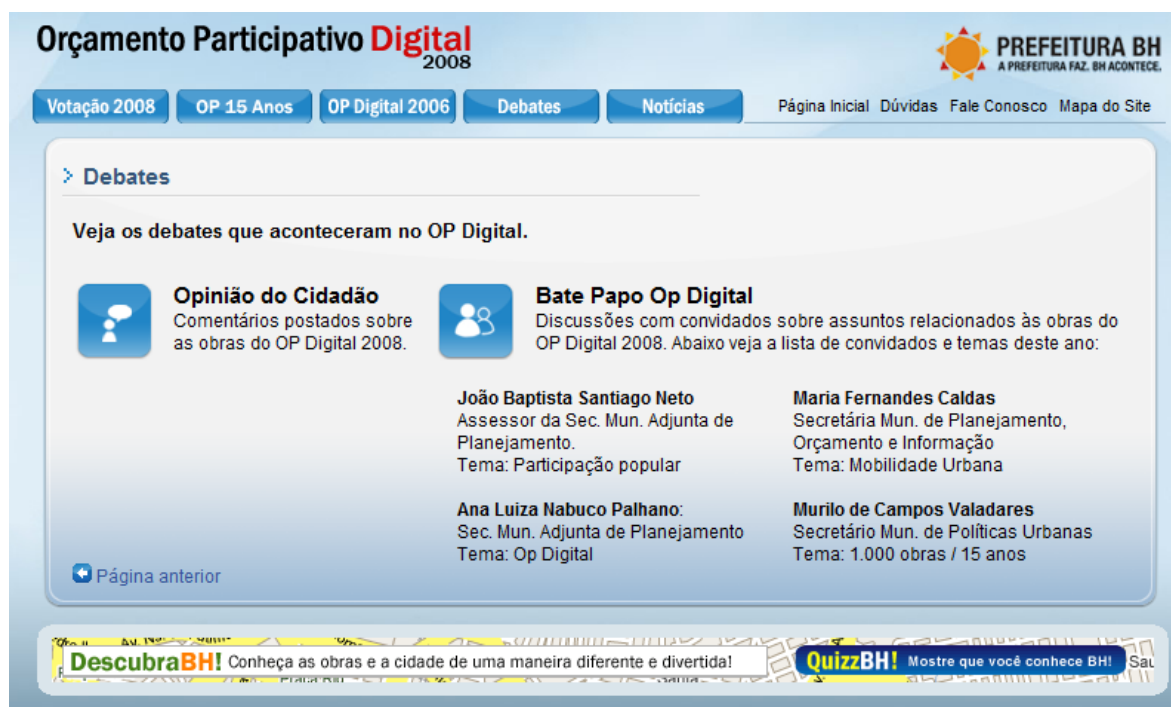 Orçamento Participativo Digital
2008
PREFEITURA BH
A PREFEITURA FAZ. BH ACONTECE.
Votação 2008 OP 15 Anos OP Digital 2006 Debates Notícias Página Inicial Dúvidas Fale Conosco Mapa do Site
Debates
Veja os debates que aconteceram no OP Digital.
Opinião do Cidadão
Comentários postados sobre
as obras do OP Digital 2008.
Bate Papo Op Digital
Discussões com convidados sobre assuntos relacionados às obras do
OP Digital 2008. Abaixo veja a lista de convidados e temas deste ano:
João Baptista Santiago Neto
Assessor da Sec. Mun. Adjunta de
Planejamento.
Tema: Participação popular
Maria Fernandes Caldas
Secretária Mun. de Planejamento,
Orçamento e Informação
Tema: Mobilidade Urbana
Ana Luiza Nabuco Palhano:
Sec. Mun. Adjunta de Planejamento
Tema: Op Digital
Murilo de Campos Valadares
Secretário Mun. de Políticas Urbanas
Tema: 1.000 obras / 15 anos
Página anterior
DescubraBH! Conheça as obras e a cidade de uma maneira diferente e divertida!
QuizzBH! Mostre que você conhece BH!